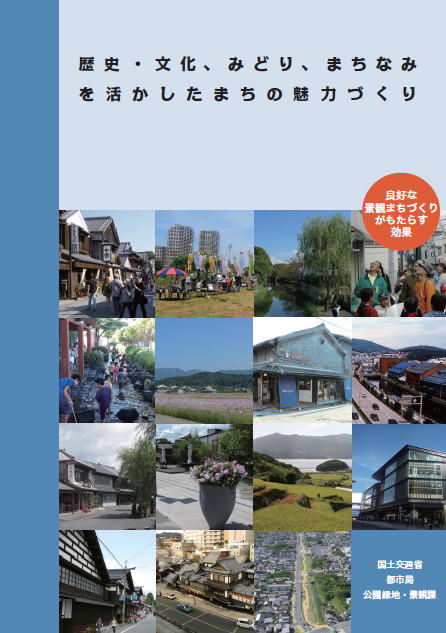 歴史・文化、みどり、まちなみ
を活かしたまちの魅力づくり
良好な
景観まちづくり
がもたらす
効果
国土交通省
都市局
公園緑地・景観課